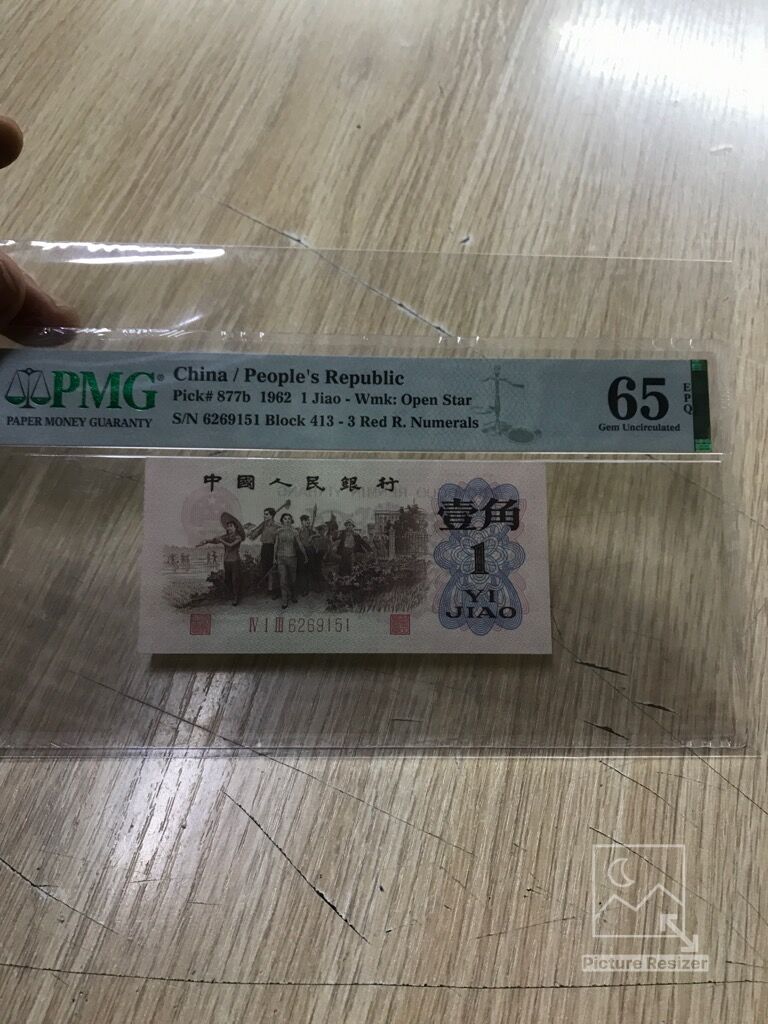 PMG®
PAPER MONEY GUARANTY
China / People's Republic
Pick# 877b 1962 1 Jiao - Wmk: Open Star
S/N 6269151 Block 413 - 3 Red R. Numerals
65
Gem Uncirculated
EPQ
中國人民銀行
壹角
1
YI
JIAO
IV I III 6269151
Picture Resizer